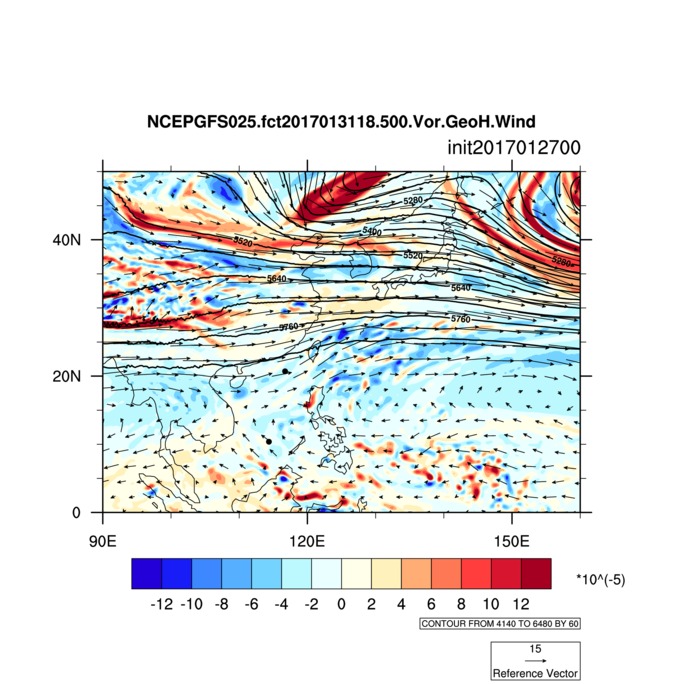 NCEPGFS025.fct2017013118.500.Vor.GeoH.Wind
init2017012700
5280
5400
5520
5520
5640
5640
5760
5760
5280
40N
20N
0
90E 120E 150E
-12 -10 -8 -6 -4 -2 0 2 4 6 8 10 12
*10^(-5)
CONTOUR FROM 4140 TO 6480 BY 60
15
Reference Vector